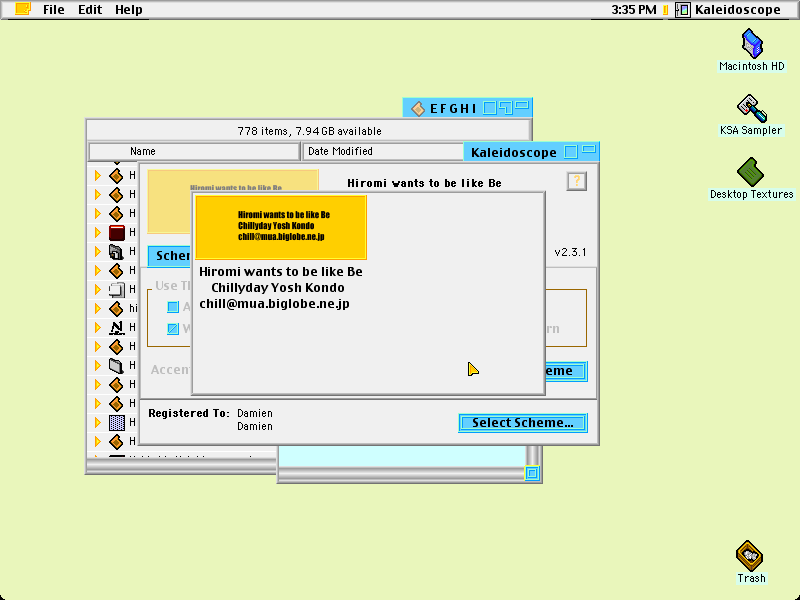 File Edit Help
3:35 PM Kaleidoscope
Macintosh HD
KSA Sampler
Desktop Textures
Trash
E F G H I
778 items, 7.94 GB available
Name
Date Modified
H
H
H
H
H
H
H
hi
H
H
H
H
H
H
H
Kaleidoscope
Hiromi wants to be like Be
Hiromi wants to be like Be
?
v2.3.1
Schem
Use Th
A
W
rn
Accen
eme
Registered To: Damien
Damien
Select Scheme...
Hiromi wants to be like Be
Chillyday Yosh Kondo
chill@mua.biglobe.ne.jp
Hiromi wants to be like Be
Chillyday Yosh Kondo
chill@mua.biglobe.ne.jp